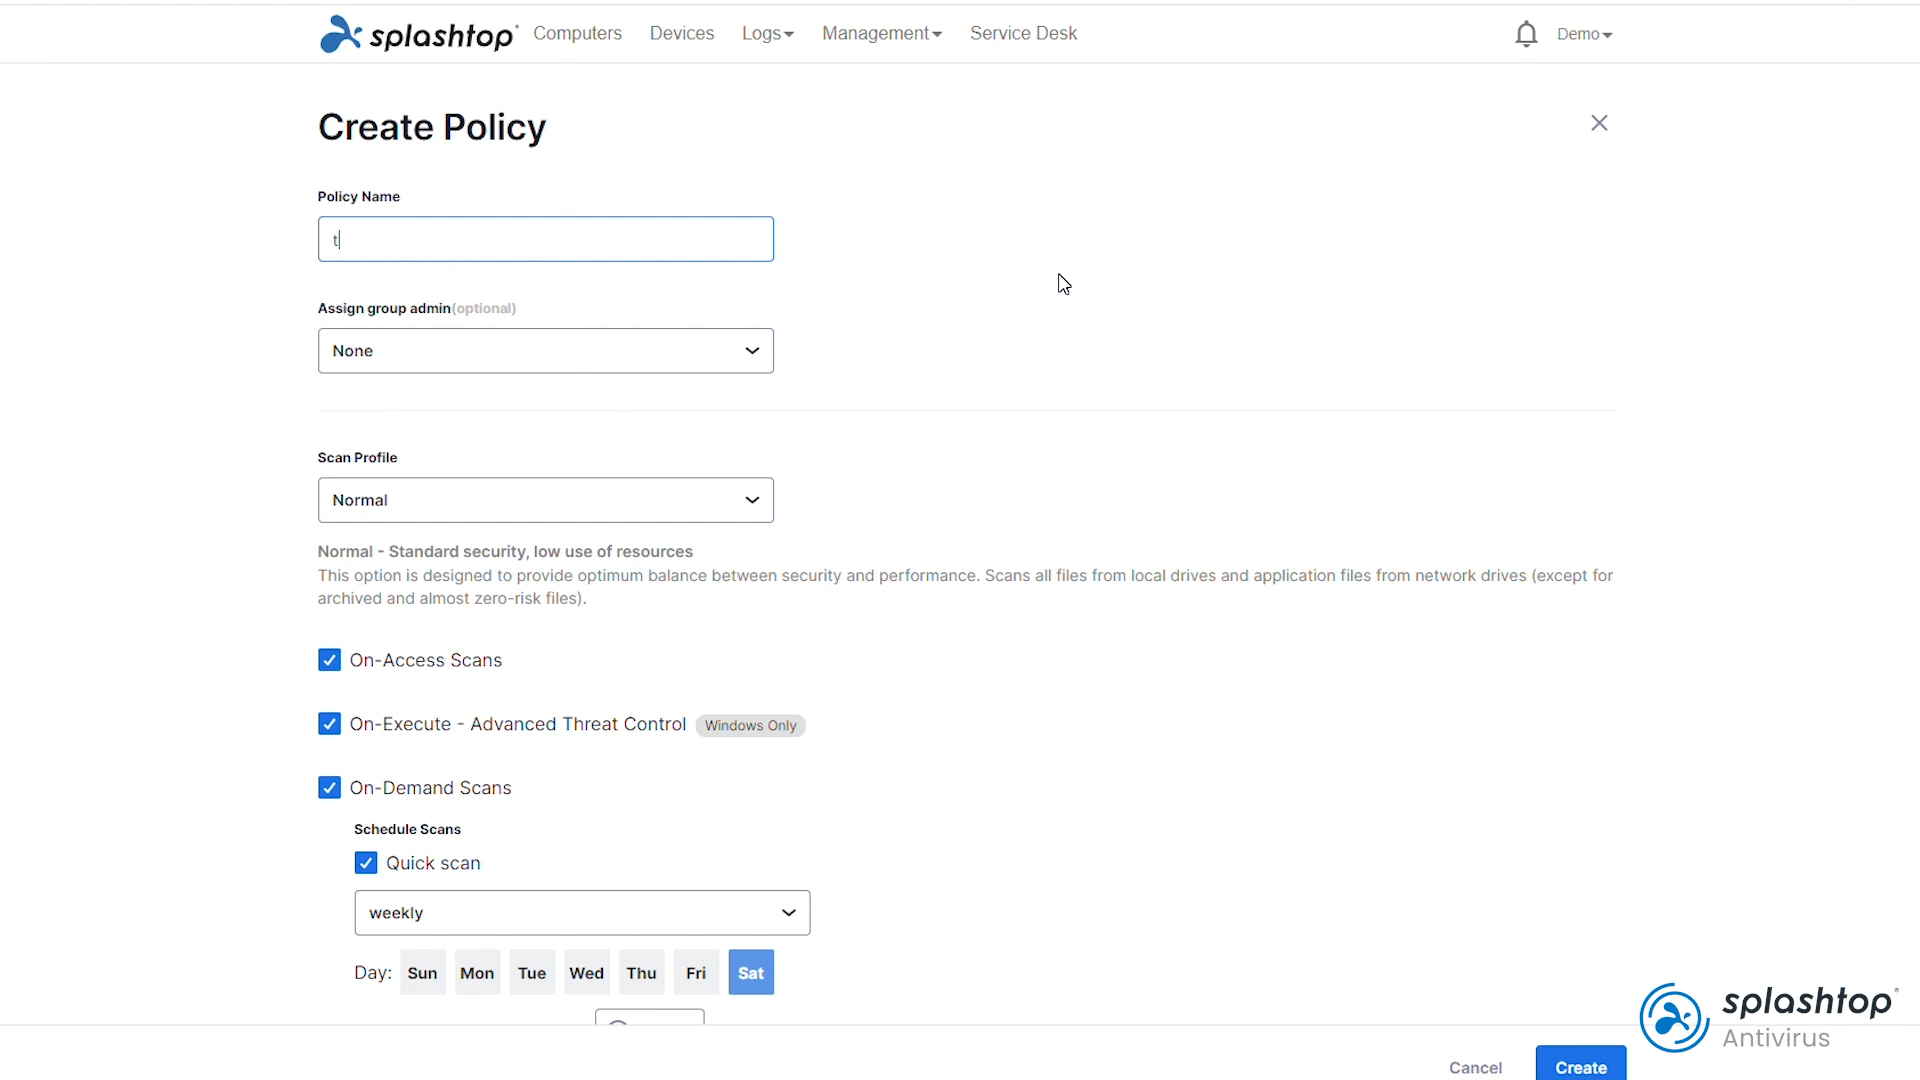 splashtop Computers Devices Logs Management Service Desk Demo
Create Policy
Policy Name
t
Assign group admin(optional)
None
Scan Profile
Normal
Normal - Standard security, low use of resources
This option is designed to provide optimum balance between security and performance. Scans all files from local drives and application files from network drives (except for
archived and almost zero-risk files).
On-Access Scans
On-Execute - Advanced Threat Control Windows Only
On-Demand Scans
Schedule Scans
Quick scan
weekly
Day: Sun Mon Tue Wed Thu Fri Sat
splashtop
Antivirus
Cancel Create